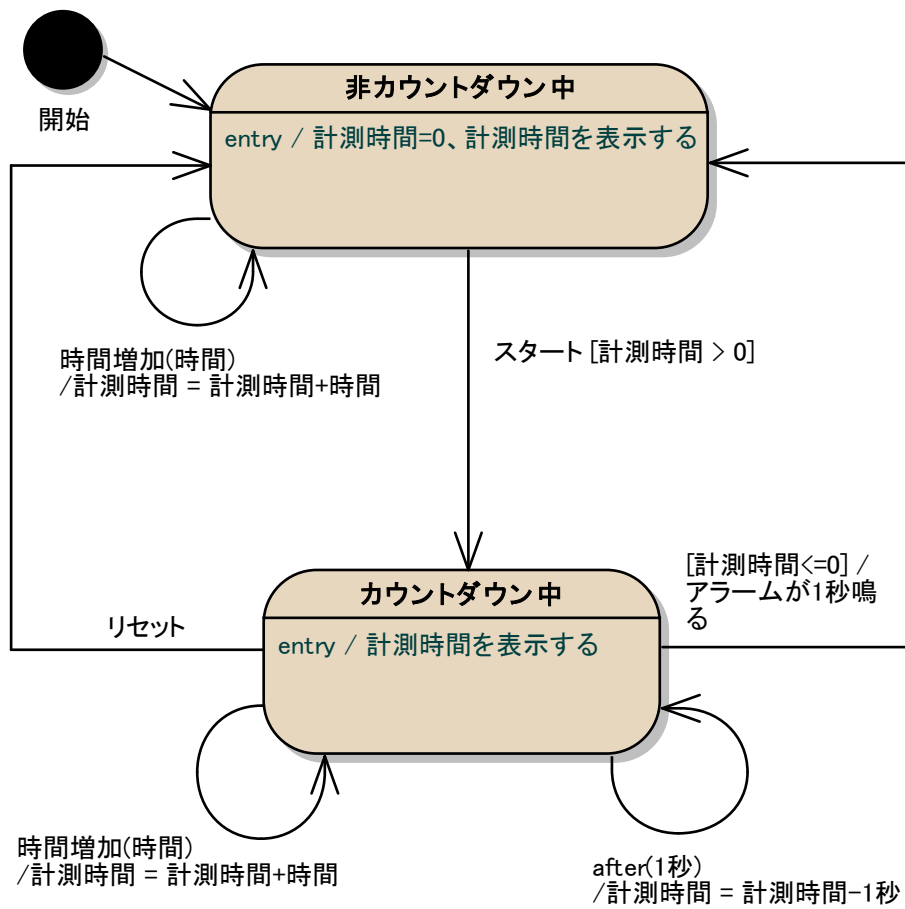 開始
非カウントダウン中
entry / 計測時間=0、計測時間を表示する
時間増加(時間)
/計測時間 = 計測時間+時間
スタート [計測時間 > 0]
[計測時間<=0] /
アラームが1秒鳴
る
カウントダウン中
entry / 計測時間を表示する
リセット
時間増加(時間)
/計測時間 = 計測時間+時間
after(1秒)
/計測時間 = 計測時間-1秒